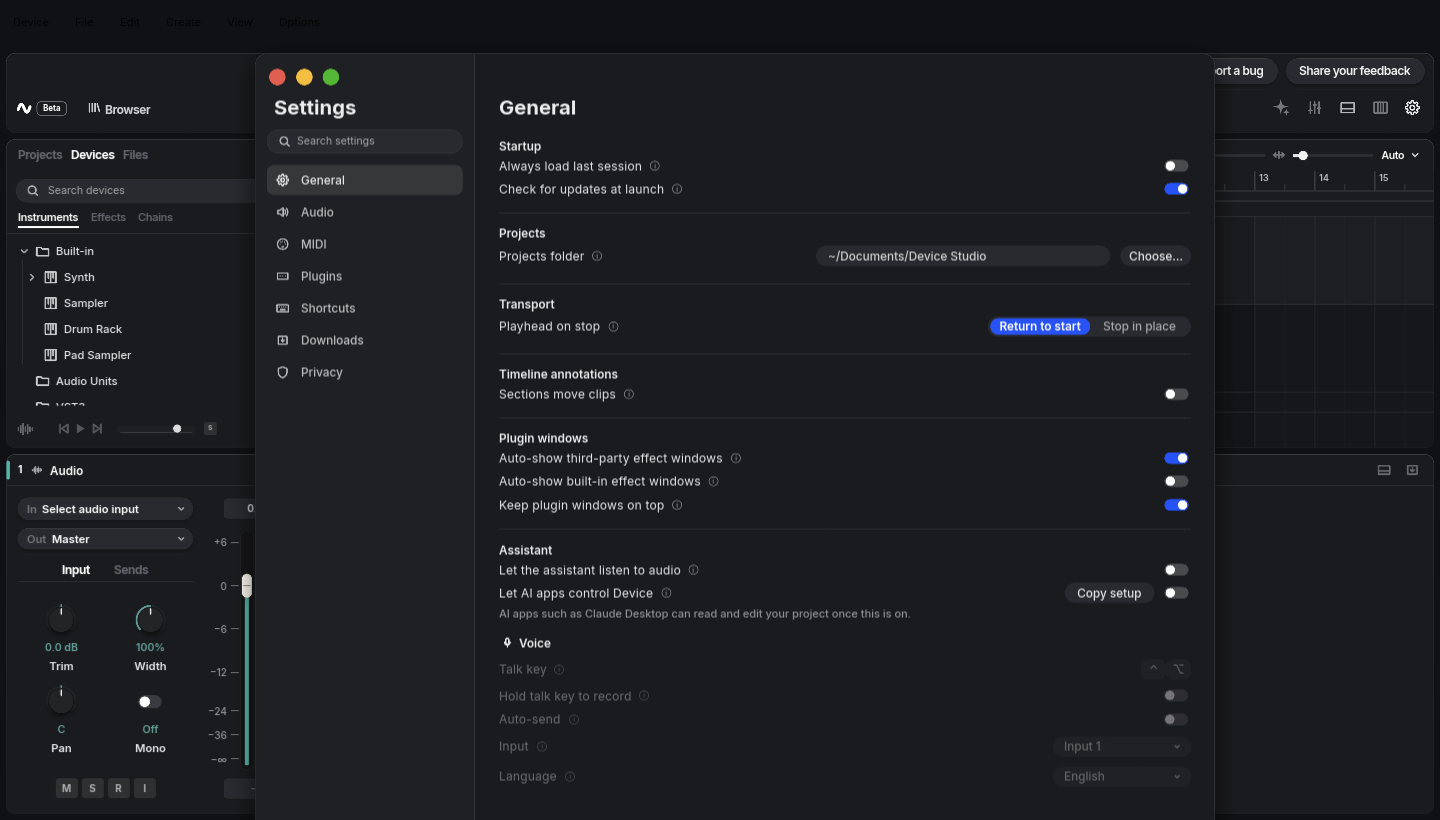 Device File Edit Create View Options
ort a bug
Share your feedback
Beta
Browser
Projects Devices Files
Search devices
Instruments Effects Chains
Built-in
Synth
Sampler
Drum Rack
Pad Sampler
Audio Units
VST3
S
1 Audio
In Select audio input
Out Master
Input Sends
0.0 dB
Trim
100%
Width
C
Pan
Off
Mono
M S R I
0.
+6
0
−6
−12
−24
−36
−∞
Settings
Search settings
General
Audio
MIDI
Plugins
Shortcuts
Downloads
Privacy
General
Startup
Always load last session
Check for updates at launch
Projects
Projects folder ~/Documents/Device Studio Choose...
Transport
Playhead on stop Return to start Stop in place
Timeline annotations
Sections move clips
Plugin windows
Auto-show third-party effect windows
Auto-show built-in effect windows
Keep plugin windows on top
Assistant
Let the assistant listen to audio
Let AI apps control Device Copy setup
AI apps such as Claude Desktop can read and edit your project once this is on.
Voice
Talk key ⌃ ⌥
Hold talk key to record
Auto-send
Input Input 1
Language English
Auto
13 14 15